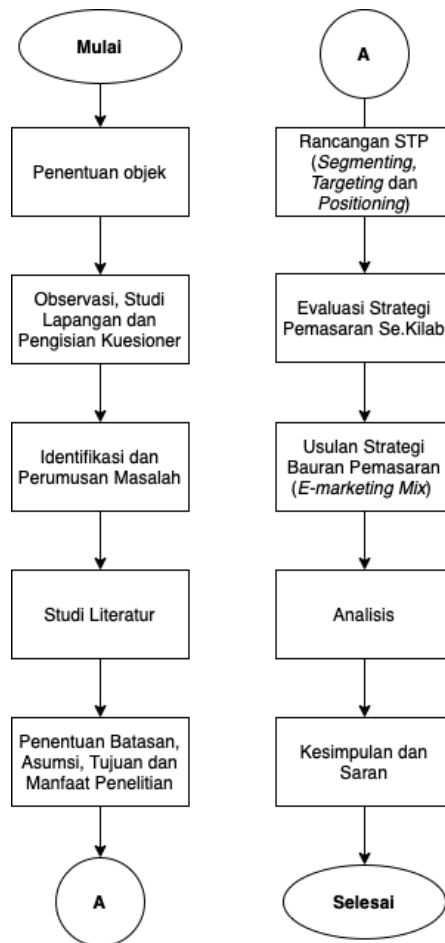 Mulai
Penentuan objek
Observasi, Studi
Lapangan dan
Pengisian Kuesioner
Identifikasi dan
Perumusan Masalah
Studi Literatur
Penentuan Batasan,
Asumsi, Tujuan dan
Manfaat Penelitian
A
A
Rancangan STP
(Segmenting,
Targeting dan
Positioning)
Evaluasi Strategi
Pemasaran Se.Kilab
Usulan Strategi
Bauran Pemasaran
(E-marketing Mix)
Analisis
Kesimpulan dan
Saran
Selesai